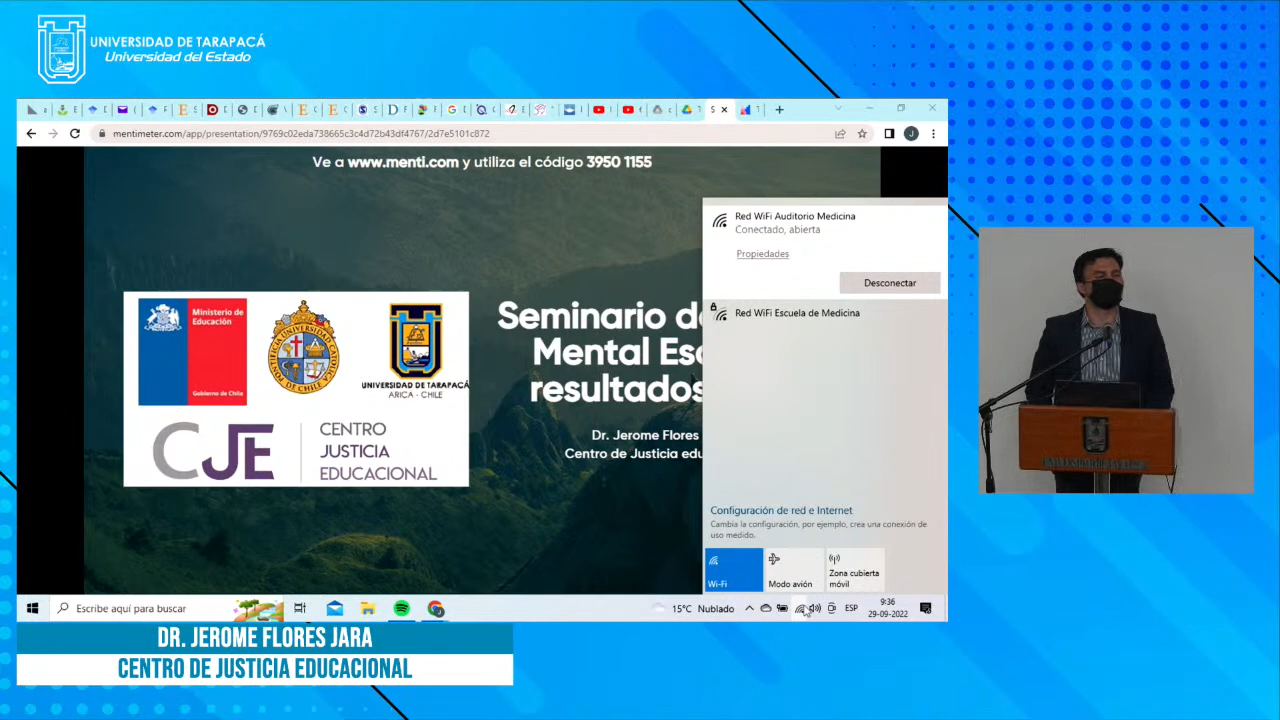 UNIVERSIDAD DE TARAPACÁ
Universidad del Estado
mentimeter.com/app/presentation/9769c02eda738665c3c4d72b43df4767/2d7e5101c872
Ve a www.menti.com y utiliza el código 3950 1155
Ministerio de
Educación
Gobierno de Chile
UNIVERSIDAD DE TARAPACÁ
ARICA - CHILE
CJE
CENTRO
JUSTICIA
EDUCACIONAL
Seminario de
Mental Esc
resultados
Dr. Jerome Flores
Centro de Justicia edu
Red WiFi Auditorio Medicina
Conectado, abierta
Propiedades
Desconectar
Red WiFi Escuela de Medicina
Configuración de red e Internet
Cambia la configuración, por ejemplo, crea una conexión de
uso medido.
Wi-Fi
Modo avión
Zona cubierta
móvil
Escribe aquí para buscar
15°C Nublado
ESP
9:36
29-09-2022
DR. JEROME FLORES JARA
CENTRO DE JUSTICIA EDUCACIONAL